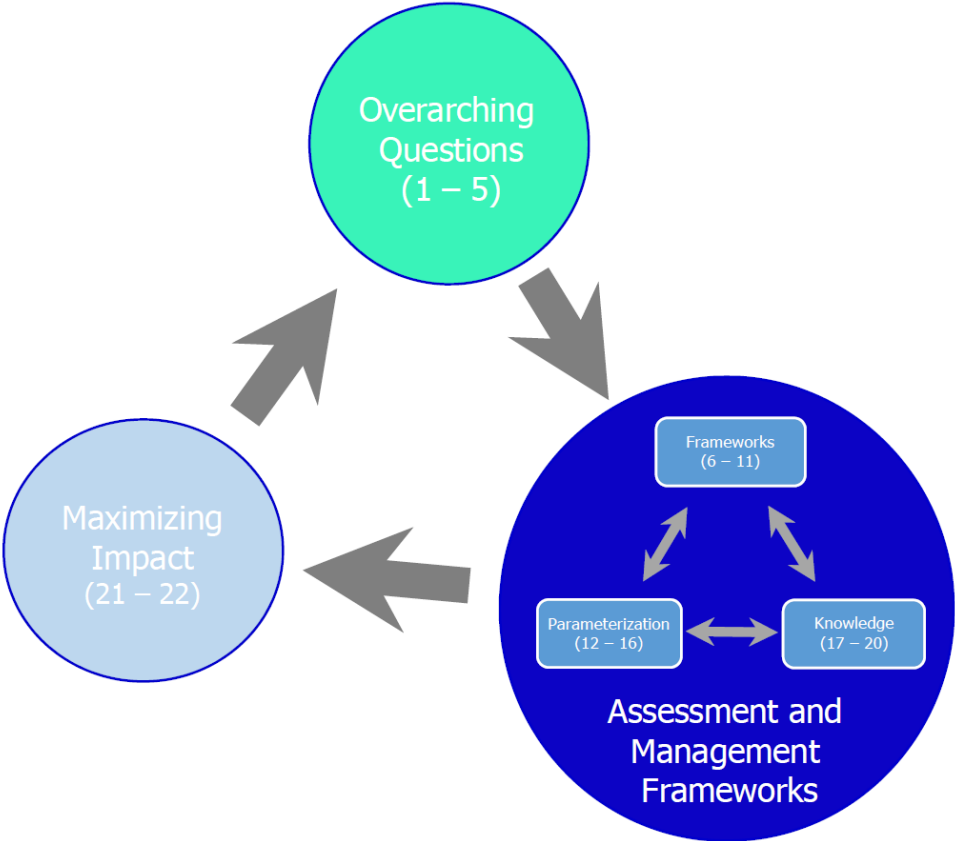 Overarching
Questions
(1 – 5)
Frameworks
(6 – 11)
Parameterization
(12 – 16)
Knowledge
(17 – 20)
Assessment and
Management
Frameworks
Maximizing
Impact
(21 – 22)